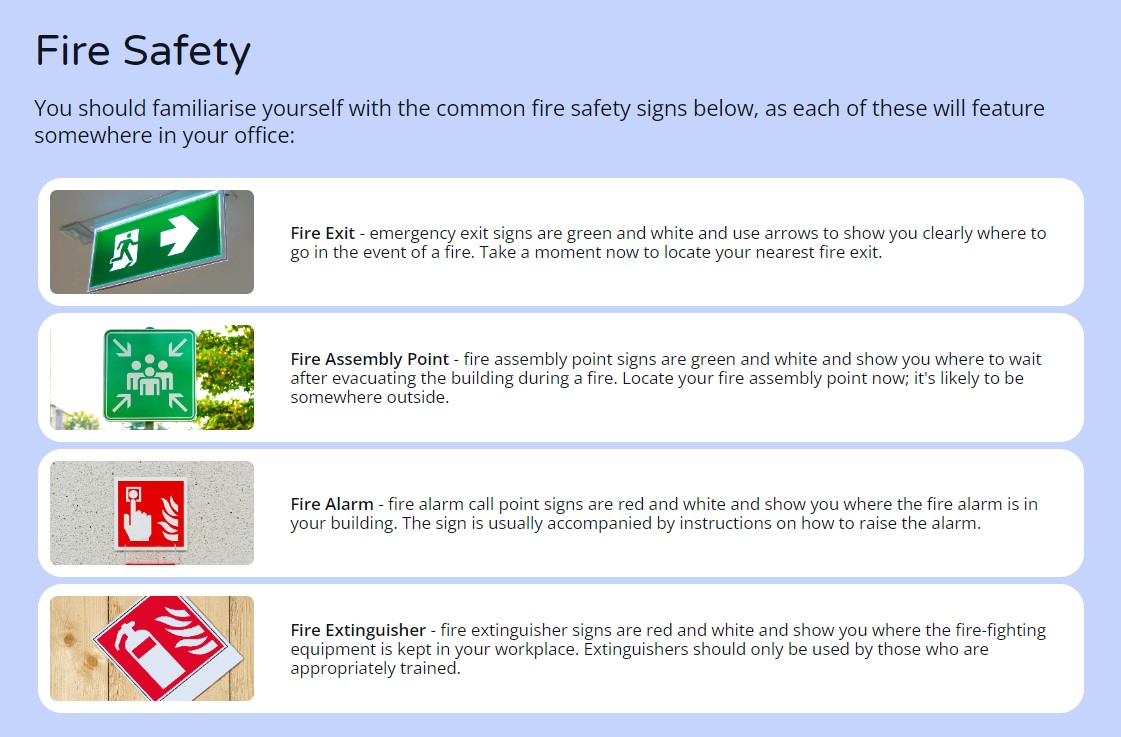 Fire Safety
You should familiarise yourself with the common fire safety signs below, as each of these will feature
somewhere in your office:
Fire Exit - emergency exit signs are green and white and use arrows to show you clearly where to
go in the event of a fire. Take a moment now to locate your nearest fire exit.
Fire Assembly Point - fire assembly point signs are green and white and show you where to wait
after evacuating the building during a fire. Locate your fire assembly point now; it's likely to be
somewhere outside.
Fire Alarm - fire alarm call point signs are red and white and show you where the fire alarm is in
your building. The sign is usually accompanied by instructions on how to raise the alarm.
Fire Extinguisher - fire extinguisher signs are red and white and show you where the fire-fighting
equipment is kept in your workplace. Extinguishers should only be used by those who are
appropriately trained.